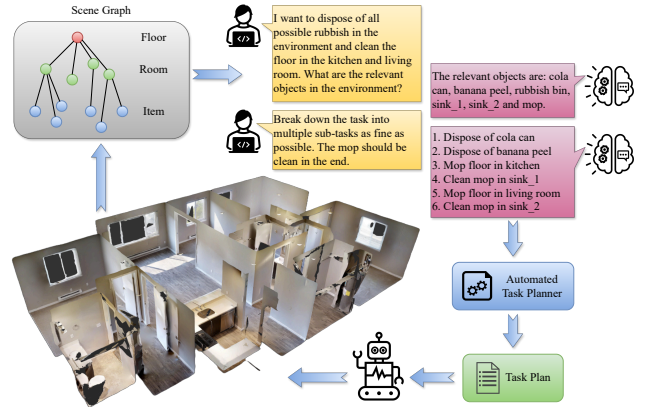 Scene Graph
Floor
Room
Item
I want to dispose of all
possible rubbish in the
environment and clean the
floor in the kitchen and living
room. What are the relevant
objects in the environment?
The relevant objects are: cola
can, banana peel, rubbish bin,
sink_1, sink_2 and mop.
Break down the task into
multiple sub-tasks as fine as
possible. The mop should be
clean in the end.
1. Dispose of cola can
2. Dispose of banana peel
3. Mop floor in kitchen
4. Clean mop in sink_1
5. Mop floor in living room
6. Clean mop in sink_2
Automated
Task Planner
Task Plan